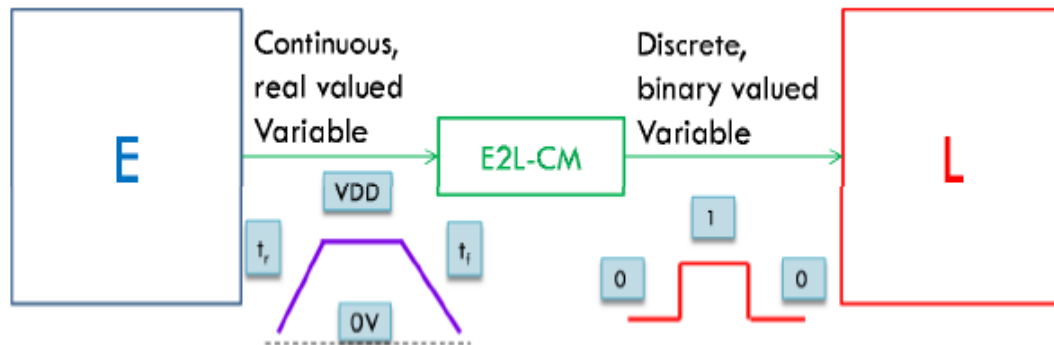 E
Continuous,
real valued
Variable
E2L-CM
Discrete,
binary valued
Variable
L
VDD
tr
tf
0V
1
0
0